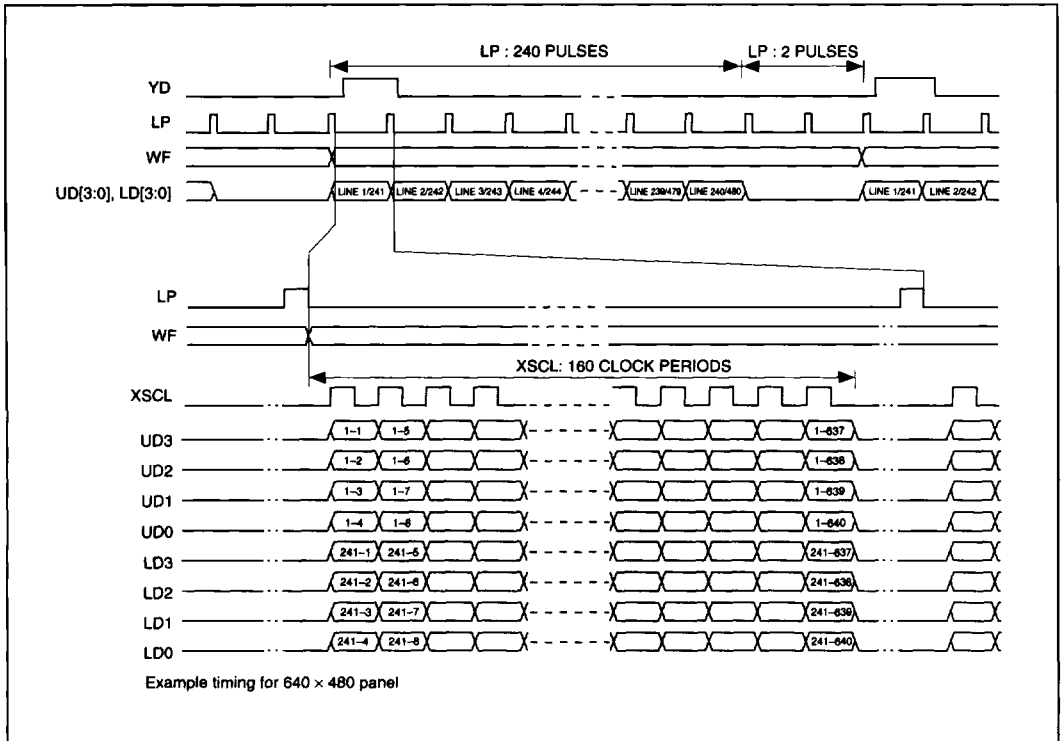 LP : 240 PULSES LP : 2 PULSES
YD
LP
WF
UD[3:0], LD[3:0] LINE 1/241 LINE 2/242 LINE 3/243 LINE 4/244 LINE 239/479 LINE 240/480 LINE 1/241 LINE 2/242
LP
WF
XSCL: 160 CLOCK PERIODS
XSCL
UD3 1–1 1–5 1–637
UD2 1–2 1–6 1–638
UD1 1–3 1–7 1–639
UD0 1–4 1–8 1–640
LD3 241–1 241–5 241–637
LD2 241–2 241–6 241–638
LD1 241–3 241–7 241–639
LD0 241–4 241–8 241–640
Example timing for 640 × 480 panel